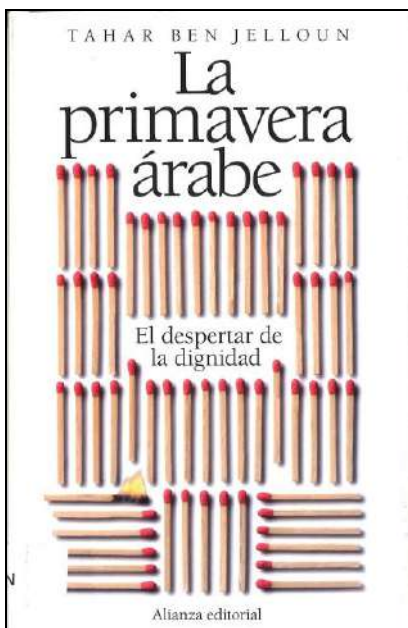 TAHAR BEN JELLOUN
La
primavera
árabe
El despertar de
la dignidad
N
Alianza editorial